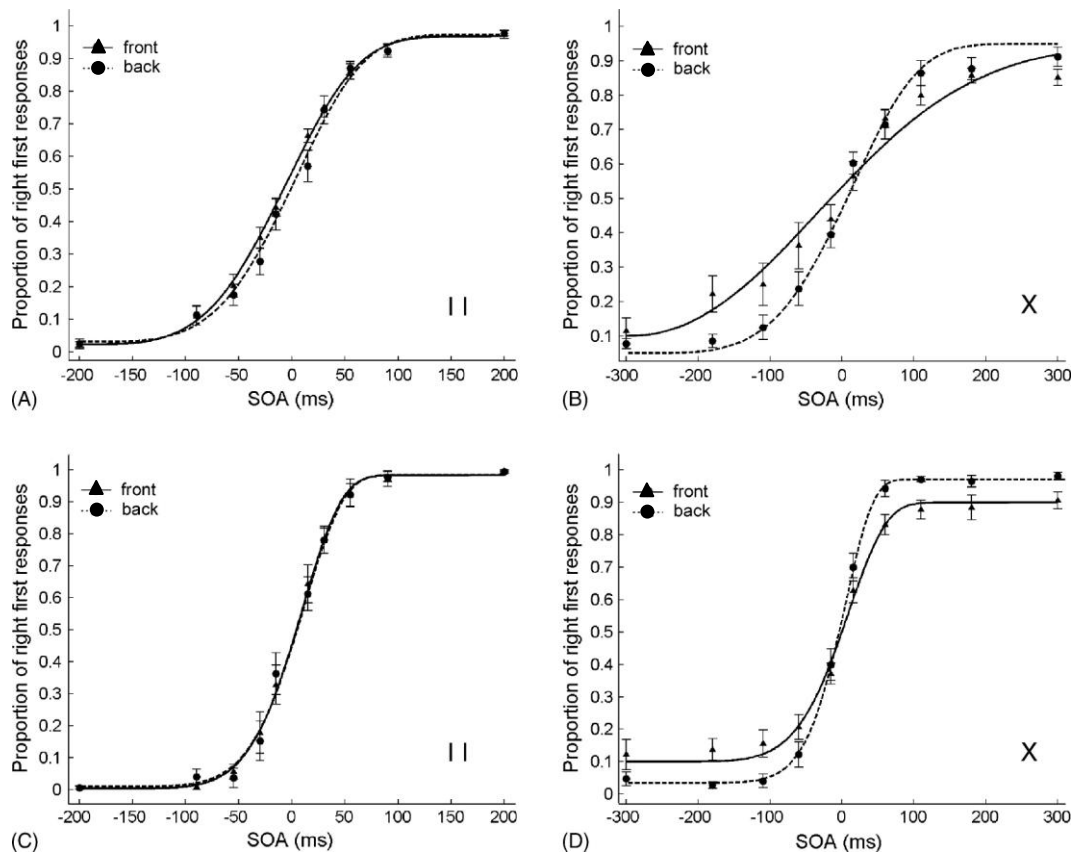 1
0.9
0.8
0.7
0.6
0.5
0.4
0.3
0.2
0.1
0
Proportion of right first responses
front
back
II
-200 -150 -100 -50 0 50 100 150 200
SOA (ms)
(A)
1
0.9
0.8
0.7
0.6
0.5
0.4
0.3
0.2
0.1
0
Proportion of right first responses
front
back
X
-300 -200 -100 0 100 200 300
SOA (ms)
(B)
1
0.9
0.8
0.7
0.6
0.5
0.4
0.3
0.2
0.1
0
Proportion of right first responses
front
back
II
-200 -150 -100 -50 0 50 100 150 200
SOA (ms)
(C)
1
0.9
0.8
0.7
0.6
0.5
0.4
0.3
0.2
0.1
0
Proportion of right first responses
front
back
X
-300 -200 -100 0 100 200 300
SOA (ms)
(D)